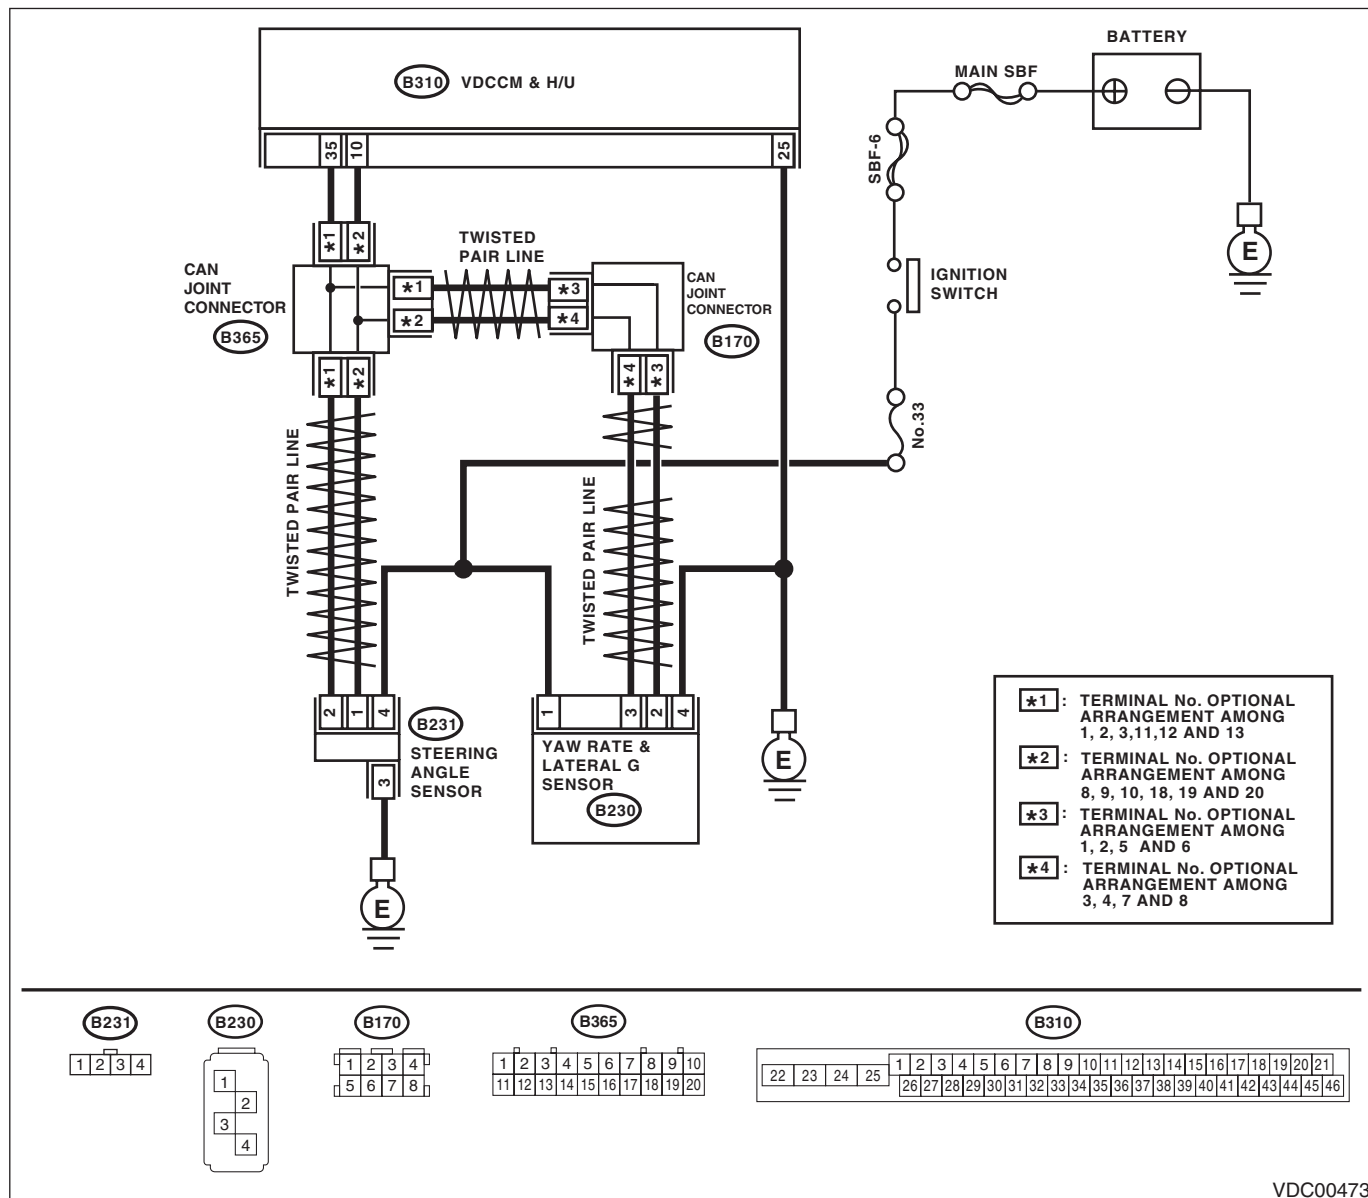 BATTERY
MAIN SBF
B310 VDCCM & H/U
SBF-6
35 10 25
E
*1 *2
TWISTED
PAIR LINE
CAN
JOINT
CONNECTOR
B365
*1
*2
*3
*4
CAN
JOINT
CONNECTOR
B170
IGNITION
SWITCH
*1 *2
*4 *3
No.33
TWISTED PAIR LINE
TWISTED PAIR LINE
2 1 4
B231
STEERING
ANGLE
SENSOR
3
E
1 3 2 4
YAW RATE &
LATERAL G
SENSOR
B230
E
*1 : TERMINAL No. OPTIONAL
ARRANGEMENT AMONG
1, 2, 3,11,12 AND 13
*2 : TERMINAL No. OPTIONAL
ARRANGEMENT AMONG
8, 9, 10, 18, 19 AND 20
*3 : TERMINAL No. OPTIONAL
ARRANGEMENT AMONG
1, 2, 5 AND 6
*4 : TERMINAL No. OPTIONAL
ARRANGEMENT AMONG
3, 4, 7 AND 8
B231
1 2 3 4
B230
1
2
3
4
B170
1 2 3 4
5 6 7 8
B365
1 2 3 4 5 6 7 8 9 10
11 12 13 14 15 16 17 18 19 20
B310
22 23 24 25
1 2 3 4 5 6 7 8 9 10 11 12 13 14 15 16 17 18 19 20 21
26 27 28 29 30 31 32 33 34 35 36 37 38 39 40 41 42 43 44 45 46
VDC00473